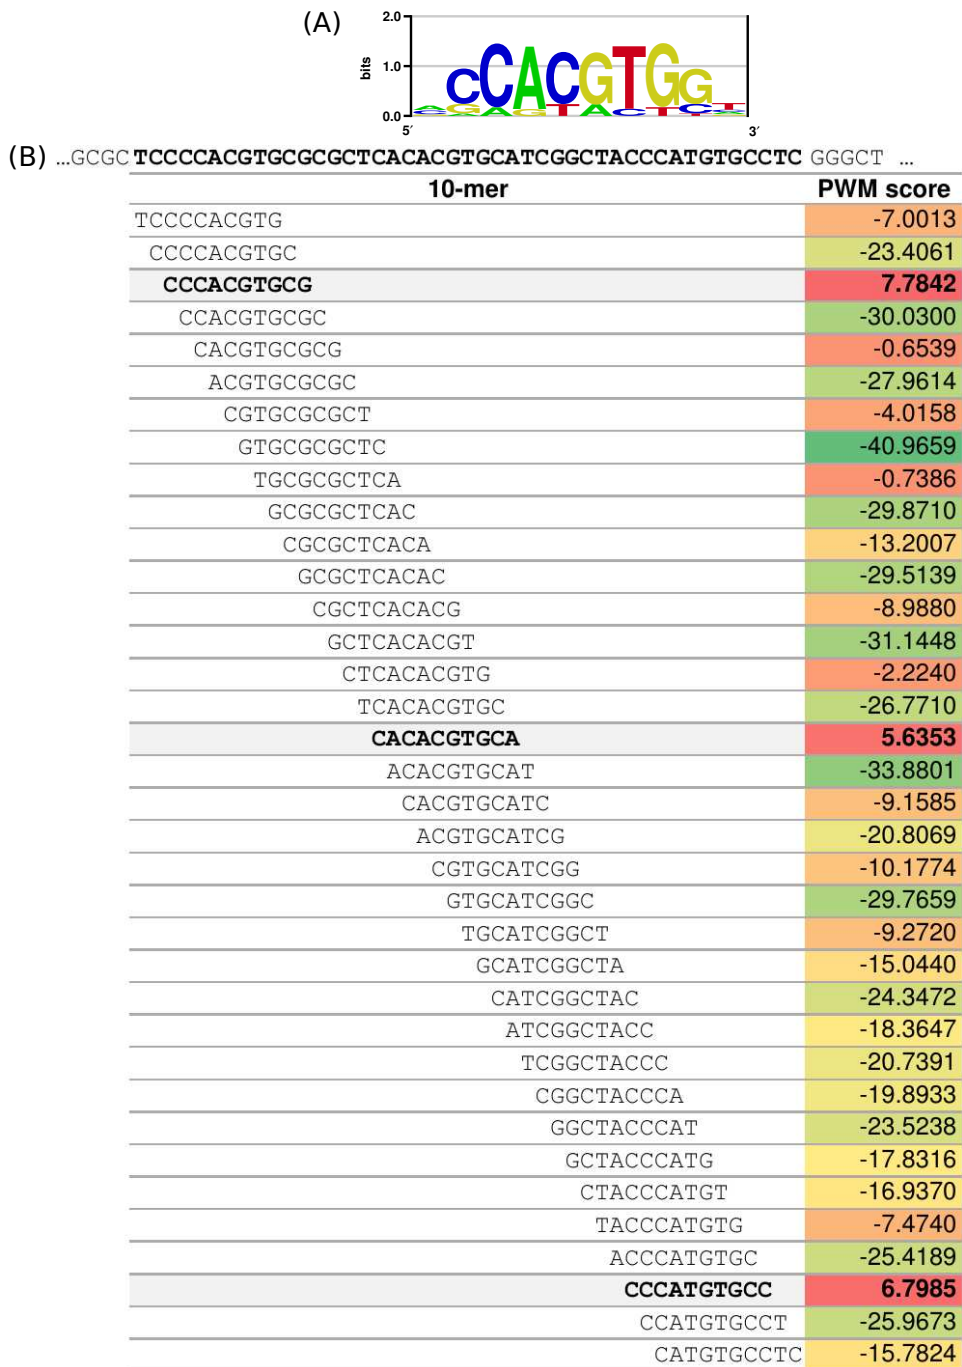 (A)
2.0
bits
1.0
CCACGTGG
0.0
5′
3′
(B) ...GCGCTCCCCACGTGCGCGCTCACACGTGCATCGGCTACCCATGTGCCTCGGGCT ...
10-mer PWM score
TCCCCACGTG -7.0013
CCCCACGTGC -23.4061
CCCACGTGCG 7.7842
CCACGTGCGC -30.0300
CACGTGCGCG -0.6539
ACGTGCGCGC -27.9614
CGTGCGCGCT -4.0158
GTGCGCGCTC -40.9659
TGCGCGCTCA -0.7386
GCGCGCTCAC -29.8710
CGCGCTCACA -13.2007
GCGCTCACAC -29.5139
CGCTCACACG -8.9880
GCTCACACGT -31.1448
CTCACACGTG -2.2240
TCACACGTGC -26.7710
CACACGTGCA 5.6353
ACACGTGCAT -33.8801
CACGTGCATC -9.1585
ACGTGCATCG -20.8069
CGTGCATCGG -10.1774
GTGCATCGGC -29.7659
TGCATCGGCT -9.2720
GCATCGGCTA -15.0440
CATCGGCTAC -24.3472
ATCGGCTACC -18.3647
TCGGCTACCC -20.7391
CGGCTACCCA -19.8933
GGCTACCCAT -23.5238
GCTACCCATG -17.8316
CTACCCATGT -16.9370
TACCCATGTG -7.4740
ACCCATGTGC -25.4189
CCCATGTGCC 6.7985
CCATGTGCCT -25.9673
CATGTGCCTC -15.7824